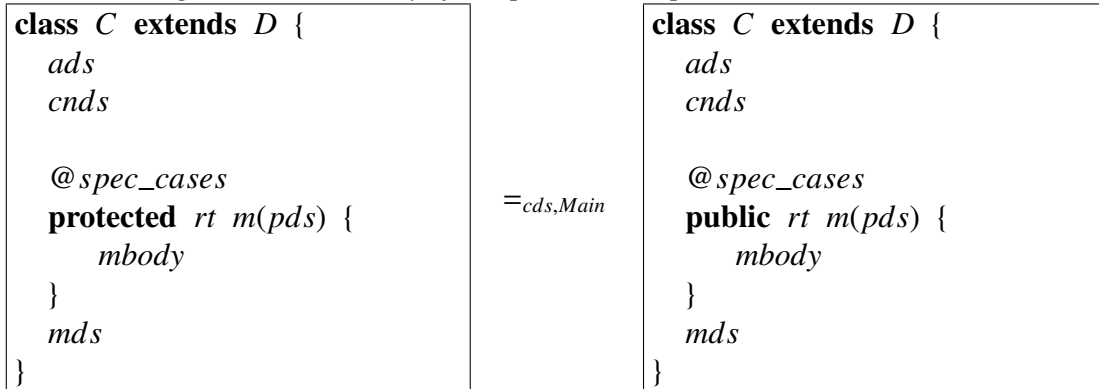 class C extends D {
ads
cnds
@spec_cases
protected rt m(pds) {
mbody
}
mds
}
=cds,Main
class C extends D {
ads
cnds
@spec_cases
public rt m(pds) {
mbody
}
mds
}